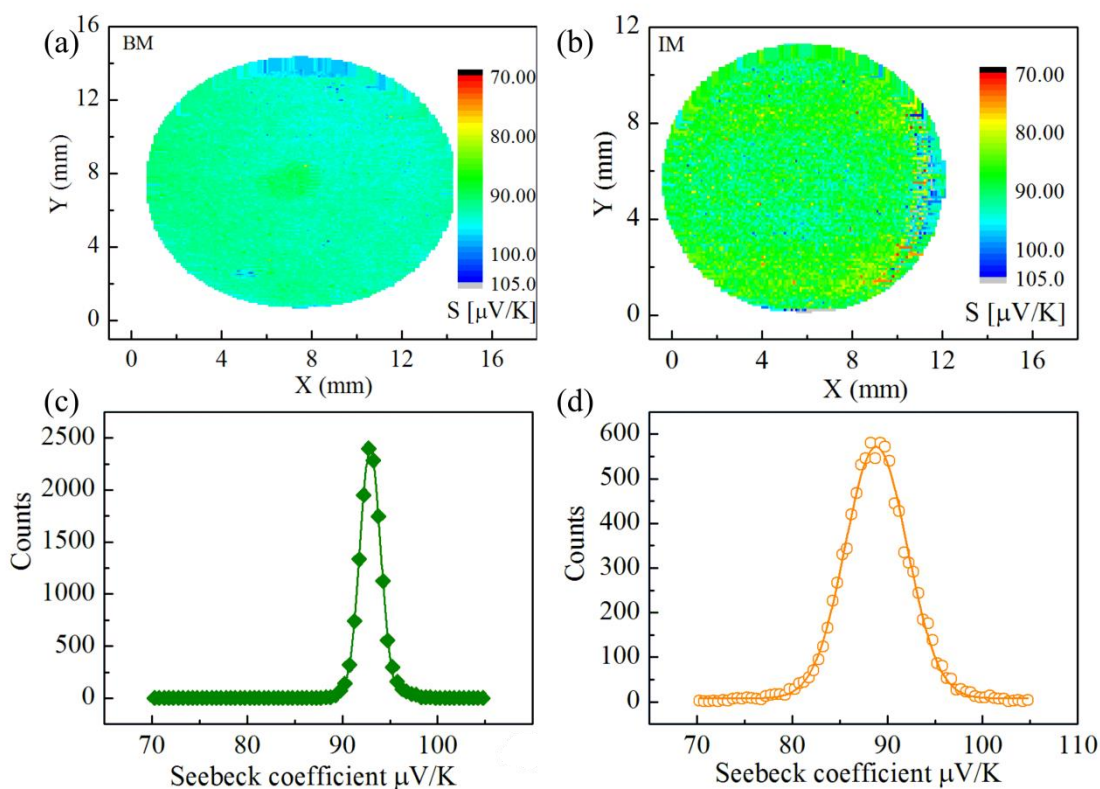 (a)
BM
16
12
8
4
0
Y (mm)
0 4 8 12 16
X (mm)
70.00
80.00
90.00
100.0
105.0
S [μV/K]
(b)
IM
12
8
4
0
Y (mm)
0 4 8 12 16
X (mm)
70.00
80.00
90.00
100.0
105.0
S [μV/K]
(c)
2500
2000
1500
1000
500
0
Counts
70 80 90 100
Seebeck coefficient μV/K
(d)
600
500
400
300
200
100
0
Counts
70 80 90 100 110
Seebeck coefficient μV/K